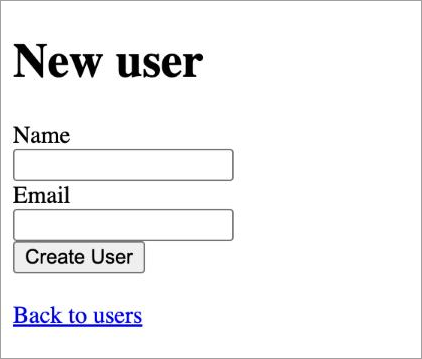 New user
Name
Email
Create User
Back to users